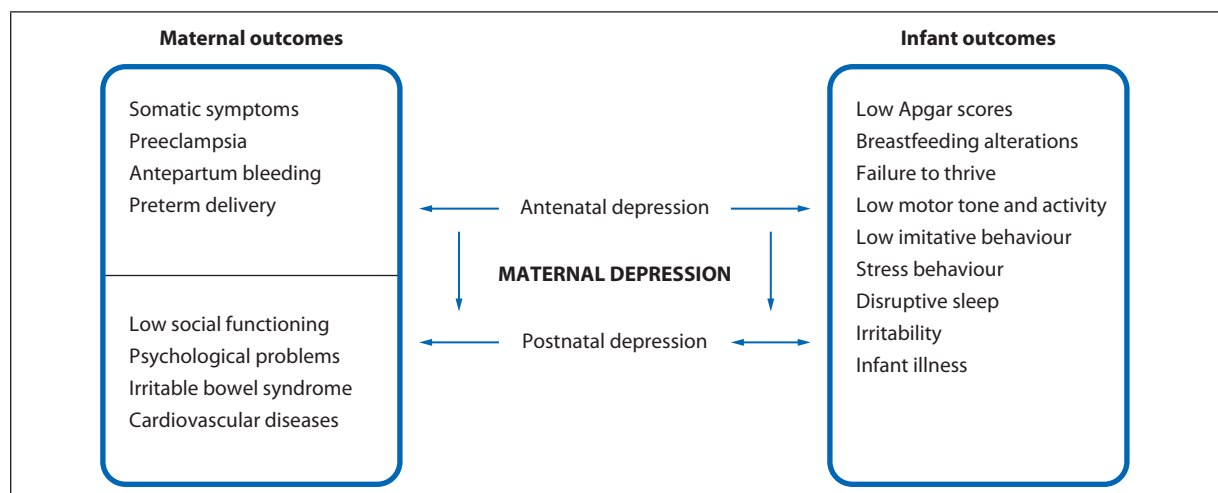 Maternal outcomes
Somatic symptoms
Preeclampsia
Antepartum bleeding
Preterm delivery
Low social functioning
Psychological problems
Irritable bowel syndrome
Cardiovascular diseases
Antenatal depression
MATERNAL DEPRESSION
Postnatal depression
Infant outcomes
Low Apgar scores
Breastfeeding alterations
Failure to thrive
Low motor tone and activity
Low imitative behaviour
Stress behaviour
Disruptive sleep
Irritability
Infant illness